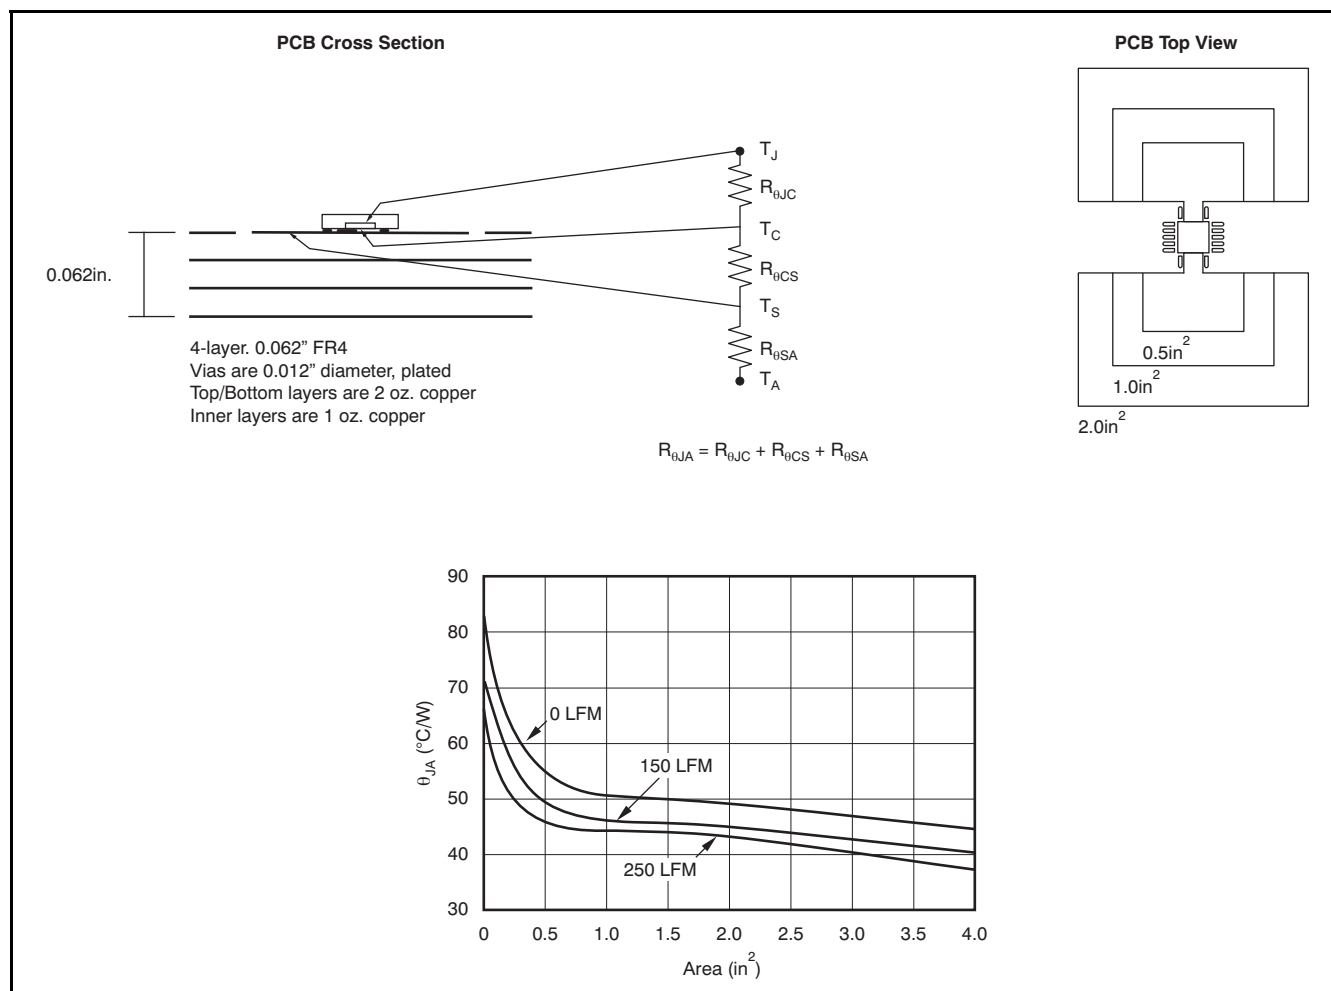 PCB Cross Section
PCB Top View
T_J
R_θJC
T_C
R_θCS
T_S
R_θSA
T_A
0.062in.
4-layer. 0.062” FR4
Vias are 0.012” diameter, plated
Top/Bottom layers are 2 oz. copper
Inner layers are 1 oz. copper
0.5in²
1.0in²
2.0in²
R_θJA = R_θJC + R_θCS + R_θSA
90
80
70
60
50
40
30
θ_JA (°C/W)
0 LFM
150 LFM
250 LFM
0 0.5 1.0 1.5 2.0 2.5 3.0 3.5 4.0
Area (in²)